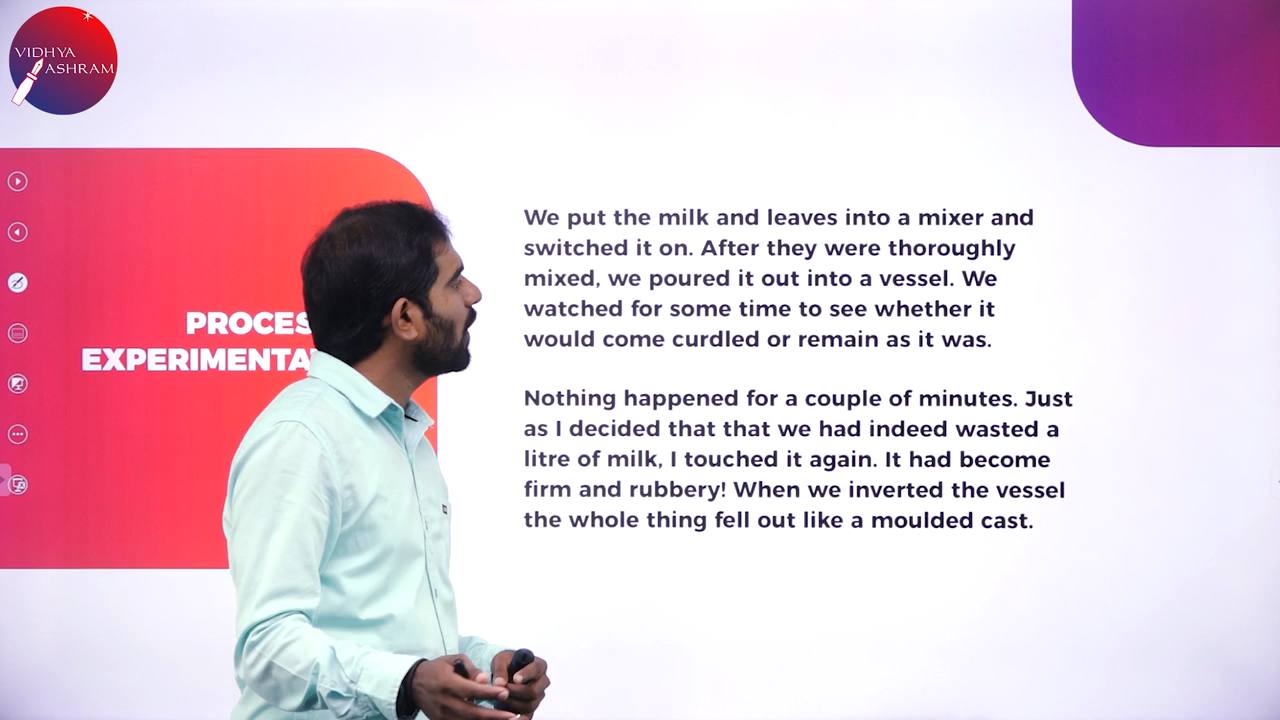 VIDHYA
ASHRAM
We put the milk and leaves into a mixer and
switched it on. After they were thoroughly
mixed, we poured it out into a vessel. We
watched for some time to see whether it
would come curdled or remain as it was.
Nothing happened for a couple of minutes. Just
as I decided that that we had indeed wasted a
litre of milk, I touched it again. It had become
firm and rubbery! When we inverted the vessel
the whole thing fell out like a moulded cast.